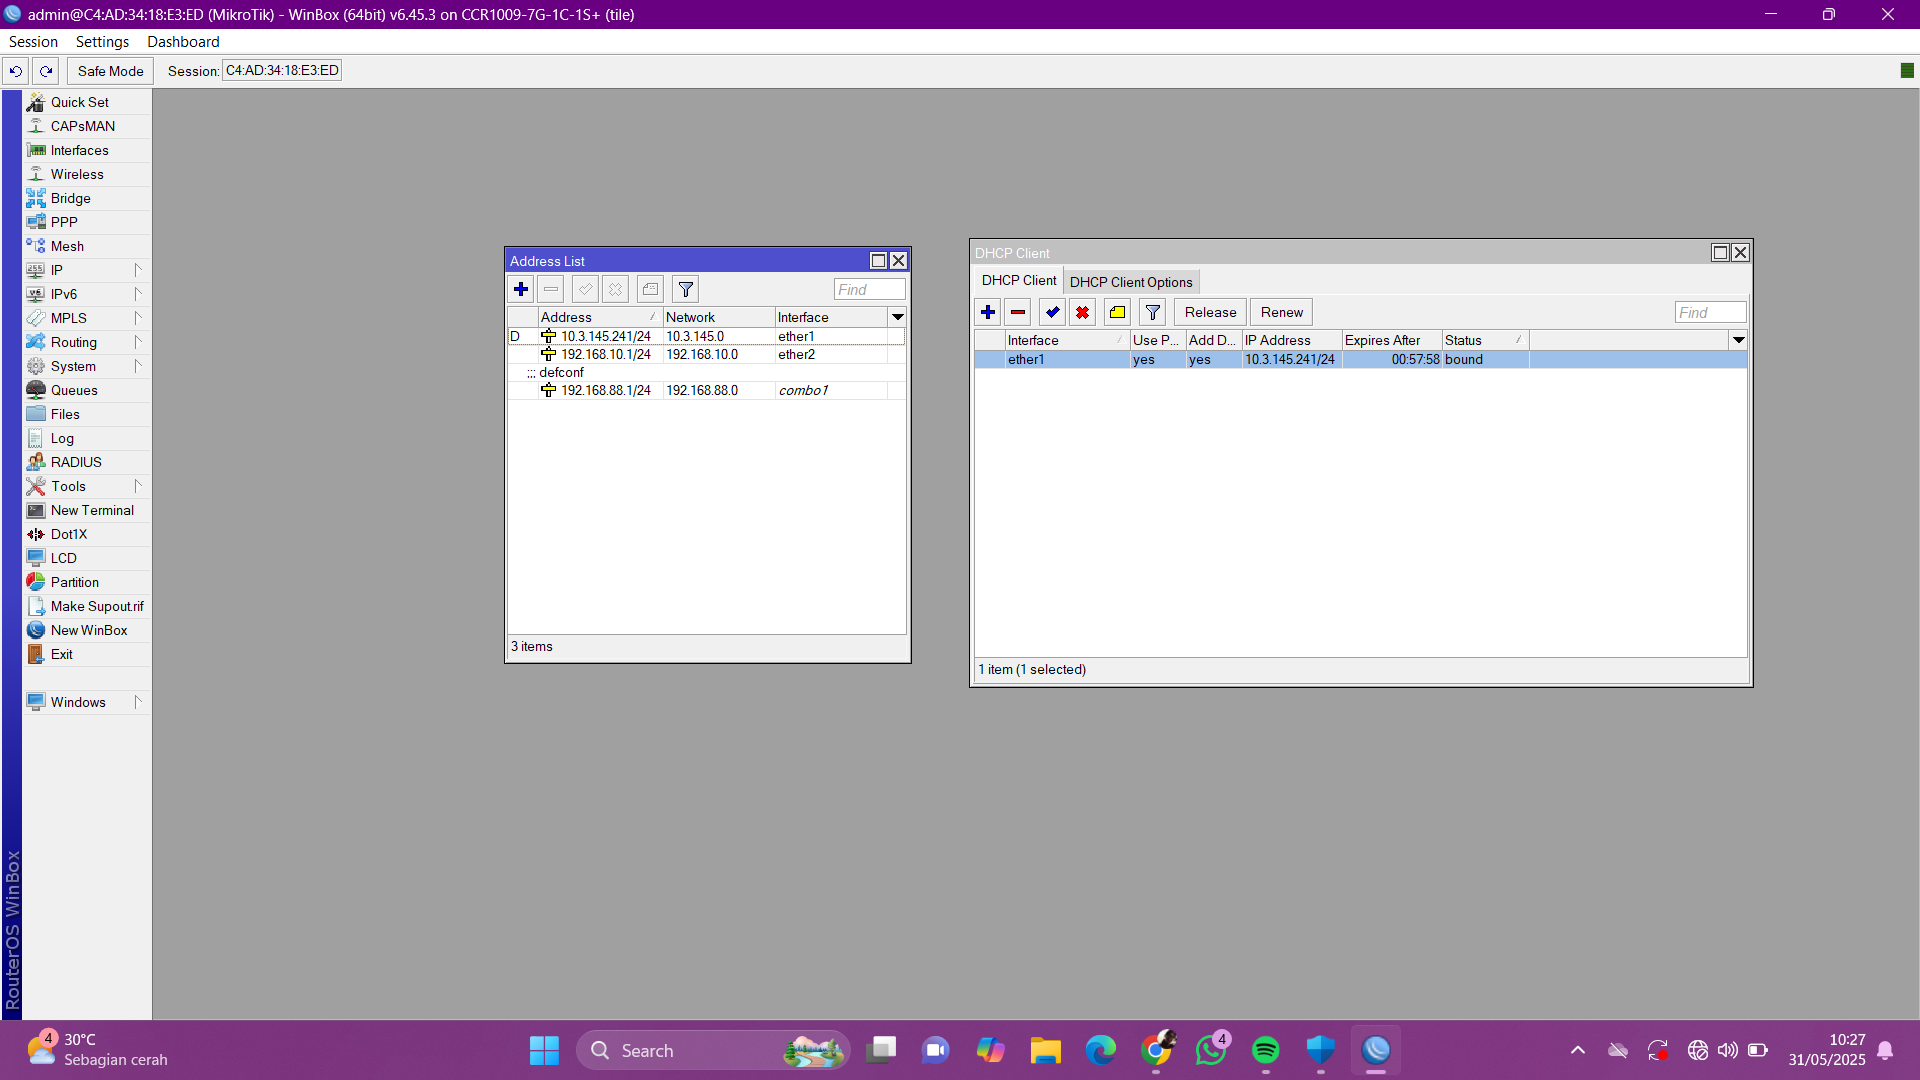 admin@C4:AD:34:18:E3:ED (MikroTik) - WinBox (64bit) v6.45.3 on CCR1009-7G-1C-1S+ (tile)
Session Settings Dashboard
Safe Mode Session: C4:AD:34:18:E3:ED
Quick Set
CAPsMAN
Interfaces
Wireless
Bridge
PPP
Mesh
IP
IPv6
MPLS
Routing
System
Queues
Files
Log
RADIUS
Tools
New Terminal
Dot1X
LCD
Partition
Make Supout.rif
New WinBox
Exit
Windows
RouterOS WinBox
Address List
Find
Address Network Interface
D 10.3.145.241/24 10.3.145.0 ether1
192.168.10.1/24 192.168.10.0 ether2
;;; defconf
192.168.88.1/24 192.168.88.0 combo1
3 items
DHCP Client
DHCP Client DHCP Client Options
Release Renew Find
Interface Use P... Add D... IP Address Expires After Status
ether1 yes yes 10.3.145.241/24 00:57:58 bound
1 item (1 selected)
4 30°C
Sebagian cerah
Search
4
10:27
31/05/2025